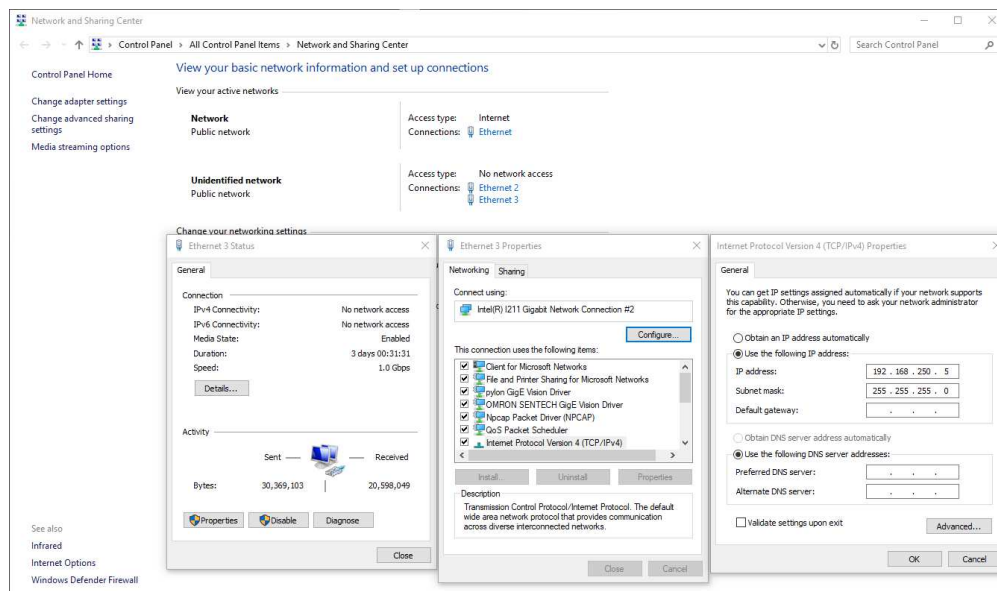 Network and Sharing Center
Control Panel > All Control Panel Items > Network and Sharing Center
Search Control Panel
Control Panel Home
Change adapter settings
Change advanced sharing
settings
Media streaming options
View your basic network information and set up connections
View your active networks
Network
Public network
Access type: Internet
Connections: Ethernet
Unidentified network
Public network
Access type: No network access
Connections: Ethernet 2
Ethernet 3
Change your networking settings
Ethernet 3 Status
General
Connection
IPv4 Connectivity: No network access
IPv6 Connectivity: No network access
Media State: Enabled
Duration: 3 days 00:31:31
Speed: 1.0 Gbps
Details...
Activity
Sent Received
Bytes: 30,369,103 20,598,049
Properties Disable Diagnose
Close
Ethernet 3 Properties
Networking Sharing
Connect using:
Intel(R) I211 Gigabit Network Connection #2
Configure...
This connection uses the following items:
Client for Microsoft Networks
File and Printer Sharing for Microsoft Networks
pylon GigE Vision Driver
OMRON SENTECH GigE Vision Driver
Npcap Packet Driver (NPCAP)
QoS Packet Scheduler
Internet Protocol Version 4 (TCP/IPv4)
Install... Uninstall Properties
Description
Transmission Control Protocol/Internet Protocol. The default
wide area network protocol that provides communication
across diverse interconnected networks.
Close Cancel
Internet Protocol Version 4 (TCP/IPv4) Properties
General
You can get IP settings assigned automatically if your network supports
this capability. Otherwise, you need to ask your network administrator
for the appropriate IP settings.
Obtain an IP address automatically
Use the following IP address:
IP address: 192 . 168 . 250 . 5
Subnet mask: 255 . 255 . 255 . 0
Default gateway: . . .
Obtain DNS server address automatically
Use the following DNS server addresses:
Preferred DNS server: . . .
Alternate DNS server: . . .
Validate settings upon exit
Advanced...
OK Cancel
See also
Infrared
Internet Options
Windows Defender Firewall